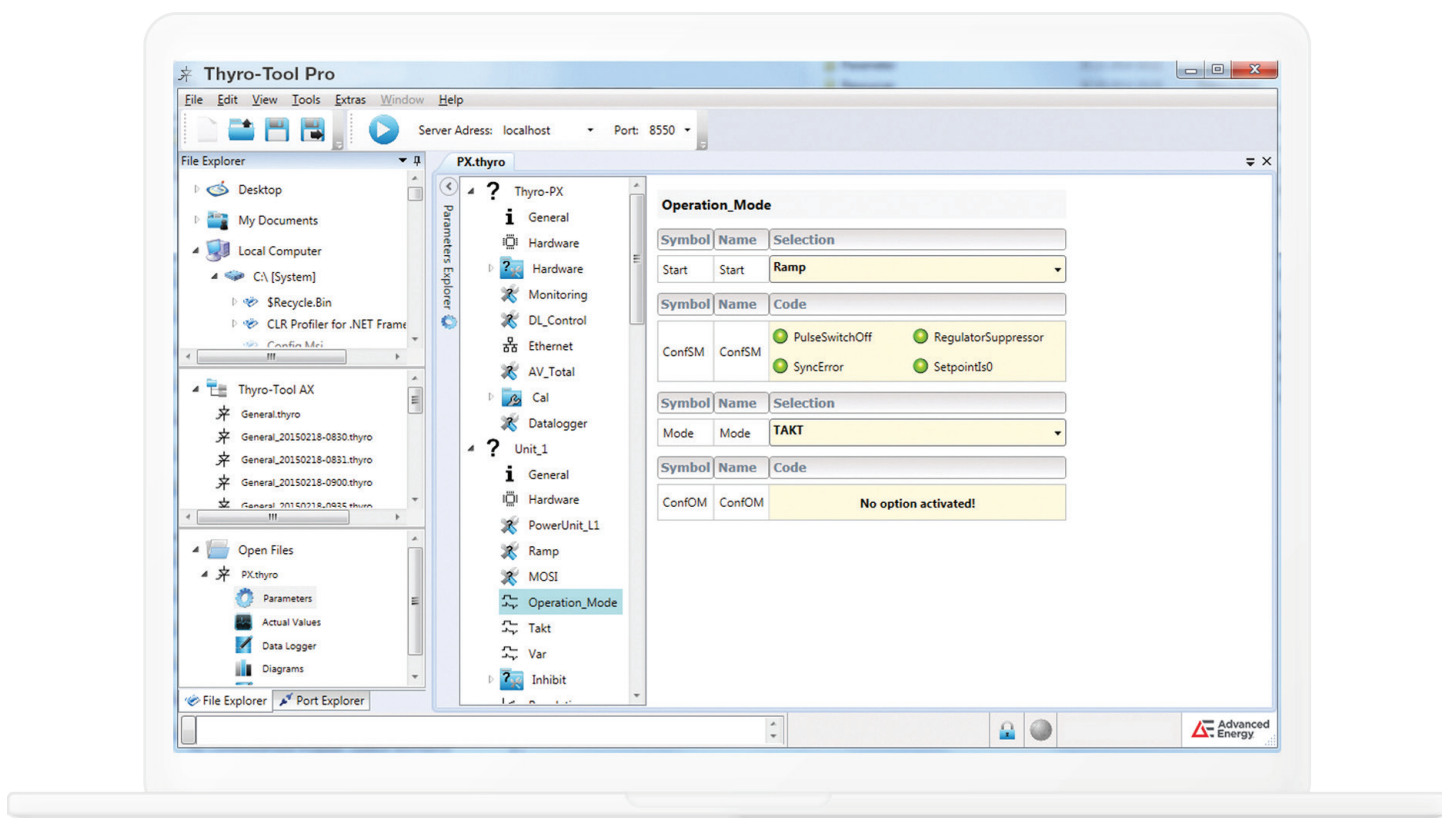 Thyro-Tool Pro
File Edit View Tools Extras Window Help
Server Adress: localhost Port: 8550
File Explorer
Desktop
My Documents
Local Computer
C:\ [System]
$Recycle.Bin
CLR Profiler for .NET Frame
Config.Msi
Thyro-Tool AX
General.thyro
General_20150218-0830.thyro
General_20150218-0831.thyro
General_20150218-0900.thyro
General_20150218-0935.thyro
Open Files
PX.thyro
Parameters
Actual Values
Data Logger
Diagrams
File Explorer Port Explorer
PX.thyro
Parameters Explorer
Thyro-PX
General
Hardware
Hardware
Monitoring
DL_Control
Ethernet
AV_Total
Cal
Datalogger
Unit_1
General
Hardware
PowerUnit_L1
Ramp
MOSI
Operation_Mode
Takt
Var
Inhibit
Operation_Mode
Symbol Name Selection
Start Start Ramp
Symbol Name Code
ConfSM ConfSM PulseSwitchOff RegulatorSuppressor
SyncError SetpointIs0
Symbol Name Selection
Mode Mode TAKT
Symbol Name Code
ConfOM ConfOM No option activated!
Advanced
Energy